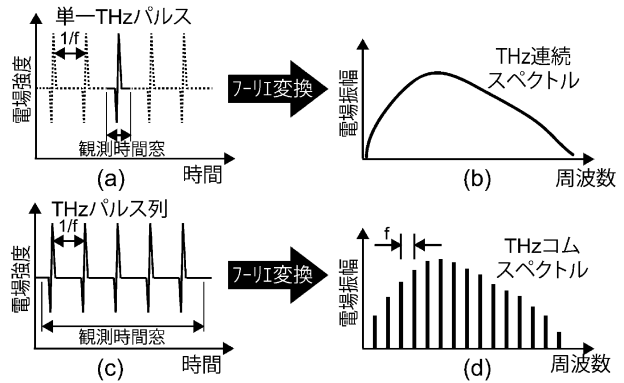 単一THzパルス
1/f
電場強度
観測時間窓
時間
(a)
フーリエ変換
電場振幅
THz連続
スペクトル
周波数
(b)
THzパルス列
1/f
電場強度
観測時間窓
時間
(c)
フーリエ変換
電場振幅
f
THzコム
スペクトル
周波数
(d)